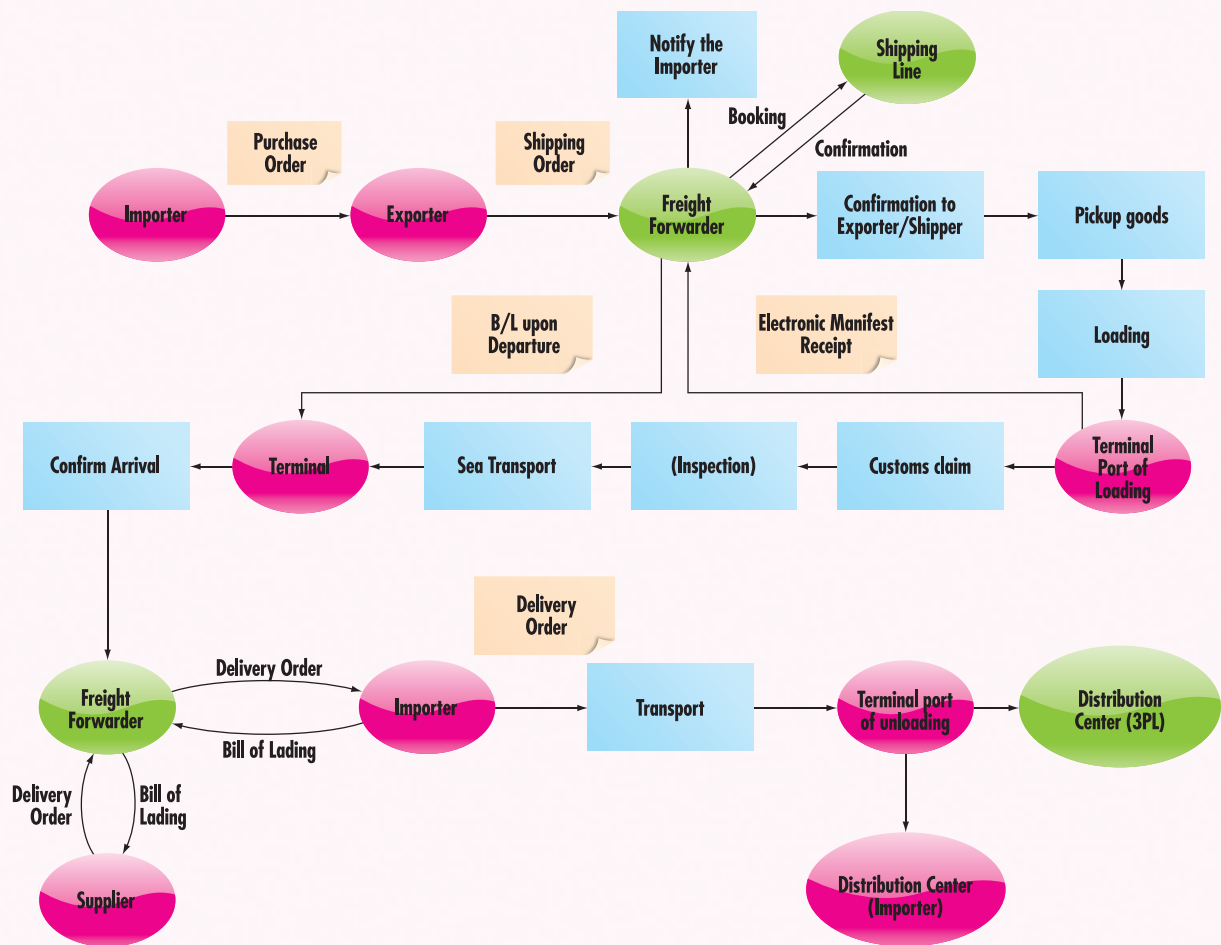 Notify the
Importer
Shipping
Line
Booking
Confirmation
Purchase
Order
Shipping
Order
Importer
Exporter
Freight
Forwarder
Confirmation to
Exporter/Shipper
Pickup goods
B/L upon
Departure
Electronic Manifest
Receipt
Loading
Confirm Arrival
Terminal
Sea Transport
(Inspection)
Customs claim
Terminal
Port of
Loading
Delivery
Order
Freight
Forwarder
Delivery Order
Bill of Lading
Importer
Transport
Terminal port
of unloading
Distribution
Center (3PL)
Delivery
Order
Bill of
Lading
Supplier
Distribution Center
(Importer)